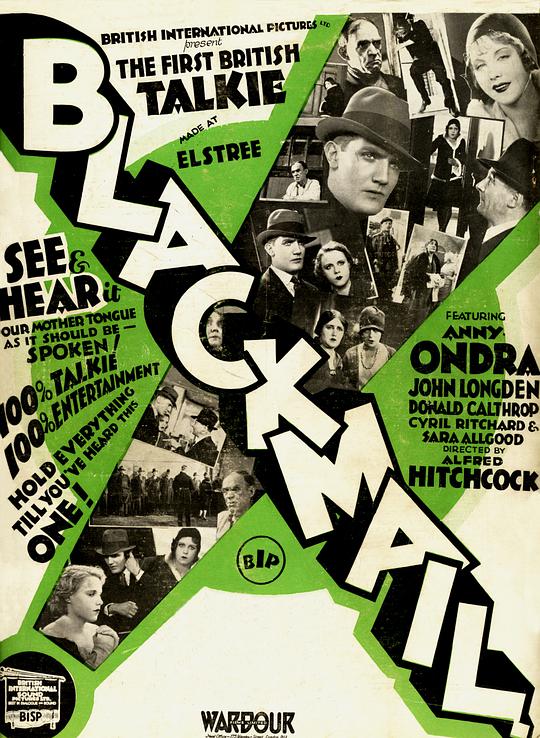 BRITISH INTERNATIONAL PICTURES LTD
present
THE FIRST BRITISH
TALKIE
MADE AT
ELSTREE
BLACKMAIL
SEE &
HEAR it
OUR MOTHER TONGUE
AS IT SHOULD BE —
SPOKEN!
100% TALKIE
100% ENTERTAINMENT
HOLD EVERYTHING
TILL YOU'VE HEARD THIS
ONE!
FEATURING
ANNY
ONDRA
JOHN LONGDEN
DONALD CALTHROP
CYRIL RITCHARD &
SARA ALLGOOD
DIRECTED BY
ALFRED
HITCHCOCK
BIP
BRITISH
INTERNATIONAL
SOUND
PICTURES LTD.
BISP
WARDOUR